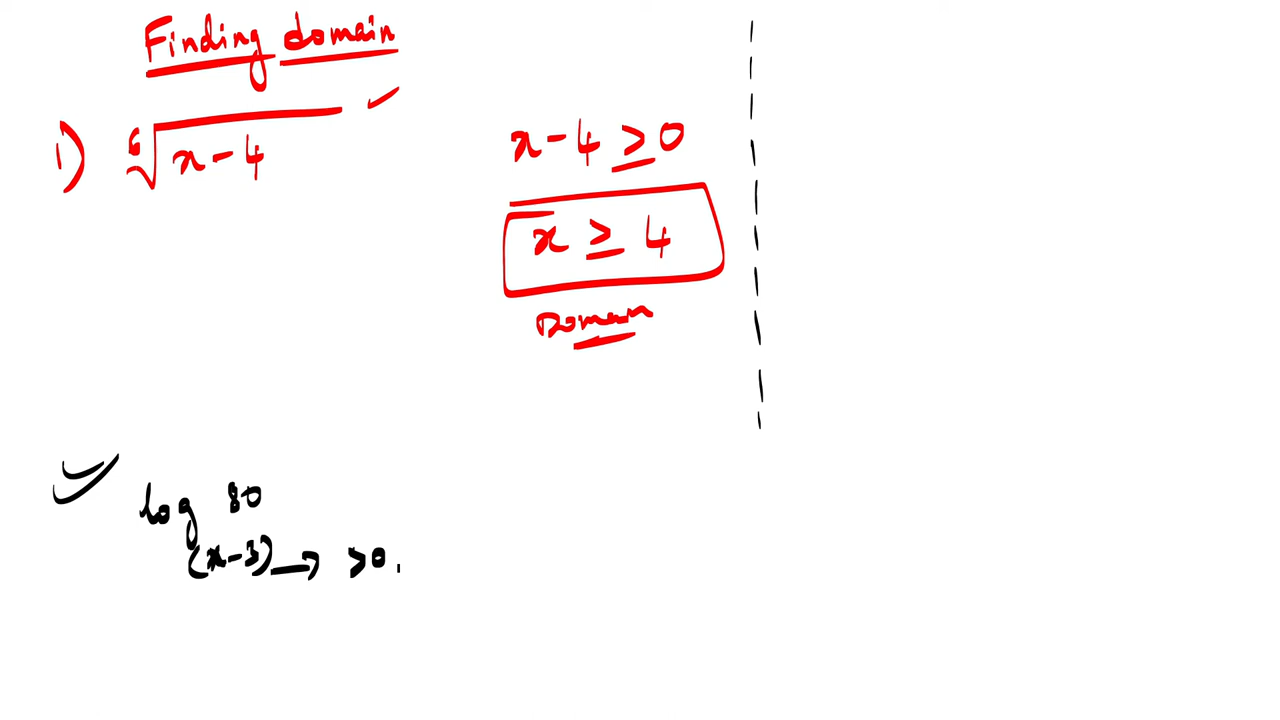 Finding domain
1) ⁶√x-4
x-4 ≥ 0
x ≥ 4
Domain
log 80
(x-3) → >0.